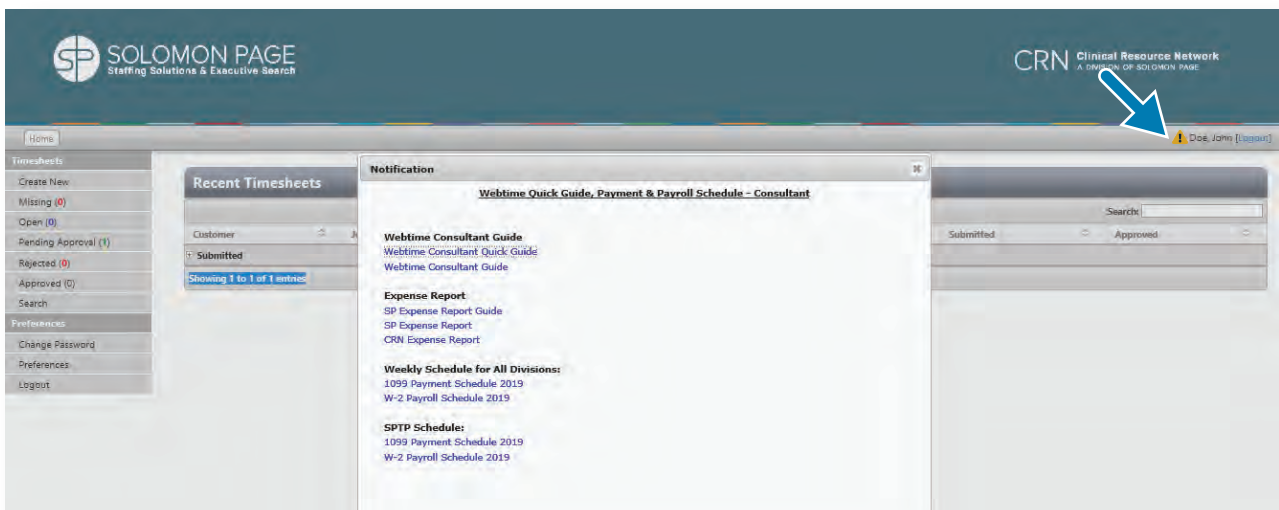 SP SOLOMON PAGE
Staffing Solutions & Executive Search
CRN Clinical Resource Network
A DIVISION OF SOLOMON PAGE
Home
Doe, John [Logout]
Timesheets
Create New
Missing (0)
Open (0)
Pending Approval (1)
Rejected (0)
Approved (0)
Search
Preferences
Change Password
Preferences
Logout
Recent Timesheets
Search:
Customer
Submitted
Approved
Submitted
Showing 1 to 1 of 1 entries
Notification
Webtime Quick Guide, Payment & Payroll Schedule - Consultant
Webtime Consultant Guide
Webtime Consultant Quick Guide
Webtime Consultant Guide
Expense Report
SP Expense Report Guide
SP Expense Report
CRN Expense Report
Weekly Schedule for All Divisions:
1099 Payment Schedule 2019
W-2 Payroll Schedule 2019
SPTP Schedule:
1099 Payment Schedule 2019
W-2 Payroll Schedule 2019